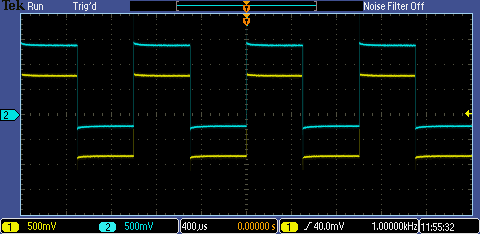 Tek Run Trig'd Noise Filter Off
2
1 500mV 2 500mV 400µs 0.00000 s 1 40.0mV 1.00000kHz 11:55:32